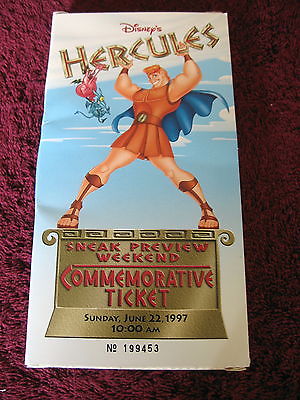 Disney's
HERCULES
SNEAK PREVIEW
WEEKEND
COMMEMORATIVE
TICKET
SUNDAY, JUNE 22, 1997
10:00 AM
Nº 199453